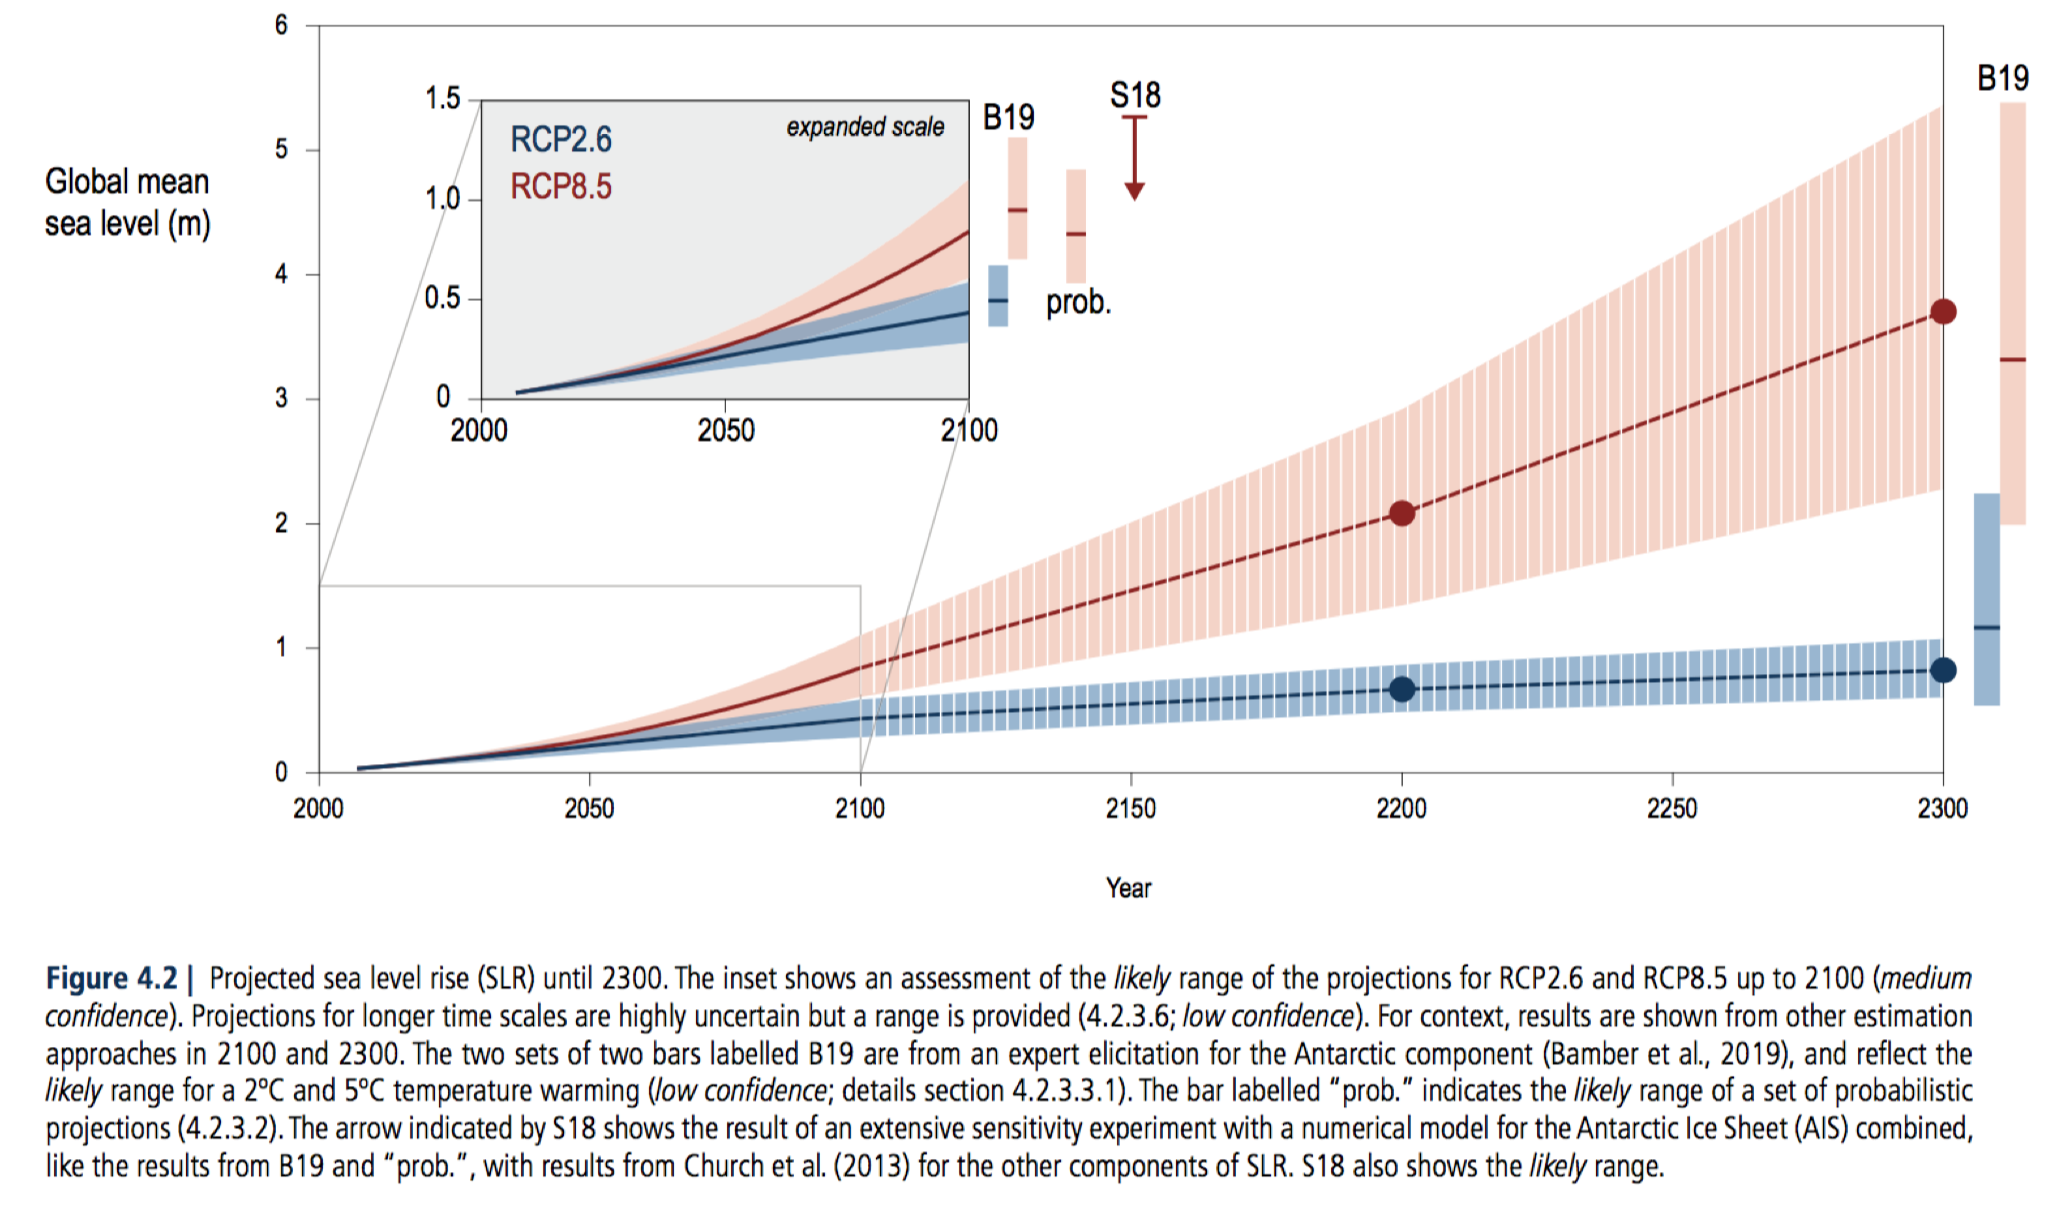 6
B19
1.5
S18
B19
RCP2.6
expanded scale
5
Global mean
sea level (m)
RCP8.5
1.0
4
0.5
prob.
3
0
2000
2050
2100
2
1
0
2000
2050
2100
2150
2200
2250
2300
Year
Figure 4.2 | Projected sea level rise (SLR) until 2300. The inset shows an assessment of the likely range of the projections for RCP2.6 and RCP8.5 up to 2100 (medium
confidence). Projections for longer time scales are highly uncertain but a range is provided (4.2.3.6; low confidence). For context, results are shown from other estimation
approaches in 2100 and 2300. The two sets of two bars labelled B19 are from an expert elicitation for the Antarctic component (Bamber et al., 2019), and reflect the
likely range for a 2ºC and 5ºC temperature warming (low confidence; details section 4.2.3.3.1). The bar labelled “prob.” indicates the likely range of a set of probabilistic
projections (4.2.3.2). The arrow indicated by S18 shows the result of an extensive sensitivity experiment with a numerical model for the Antarctic Ice Sheet (AIS) combined,
like the results from B19 and “prob.”, with results from Church et al. (2013) for the other components of SLR. S18 also shows the likely range.